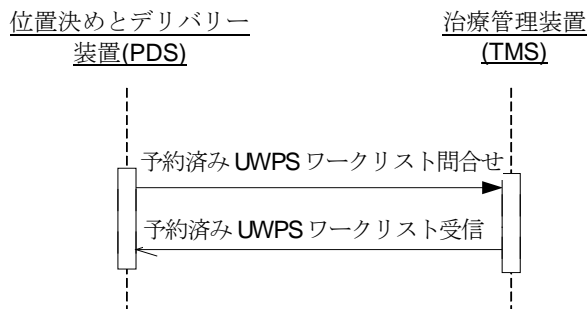 位置決めとデリバリー
装置(PDS)
治療管理装置
(TMS)
予約済み UWPS ワークリスト問合せ
予約済み UWPS ワークリスト受信